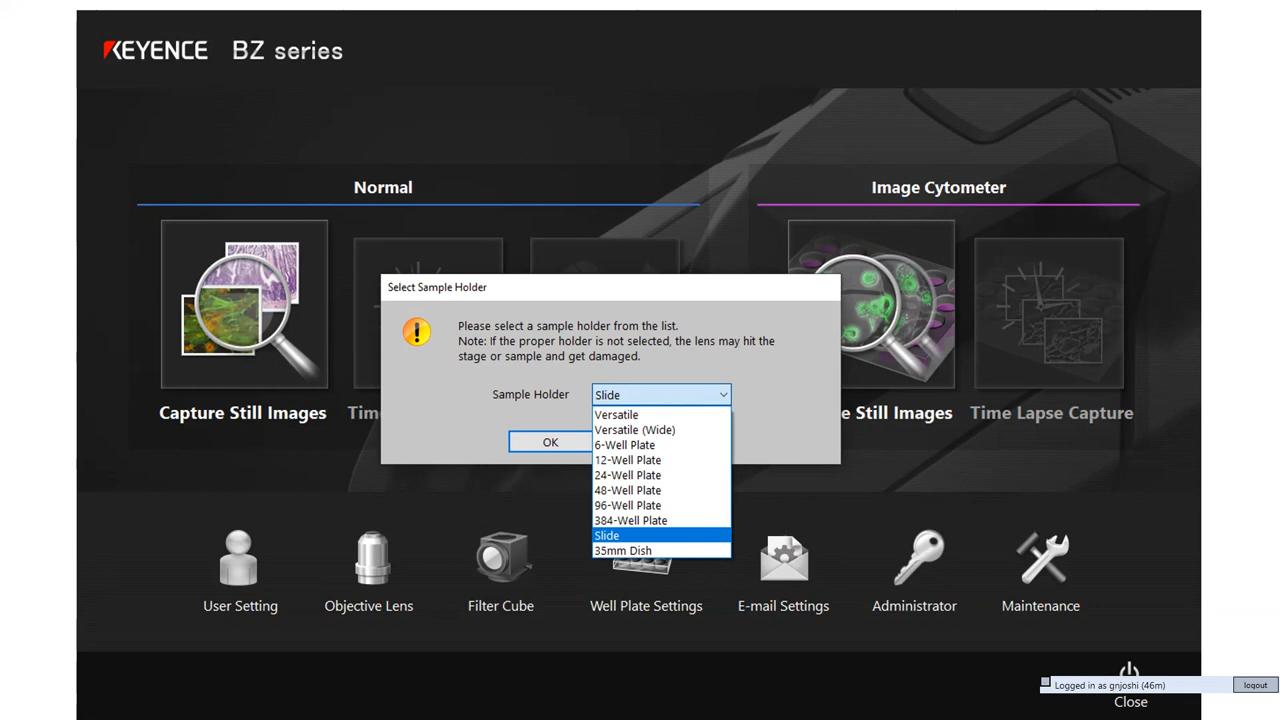 KEYENCE BZ series
Normal
Image Cytometer
Select Sample Holder
Please select a sample holder from the list.
Note: If the proper holder is not selected, the lens may hit the
stage or sample and get damaged.
Sample Holder Slide
Versatile
Versatile (Wide)
6-Well Plate
12-Well Plate
24-Well Plate
48-Well Plate
96-Well Plate
384-Well Plate
Slide
35mm Dish
OK
Capture Still Images
e Still Images
Time Lapse Capture
User Setting
Objective Lens
Filter Cube
Well Plate Settings
E-mail Settings
Administrator
Maintenance
Logged in as gnjoshi (46m)
logout
Close